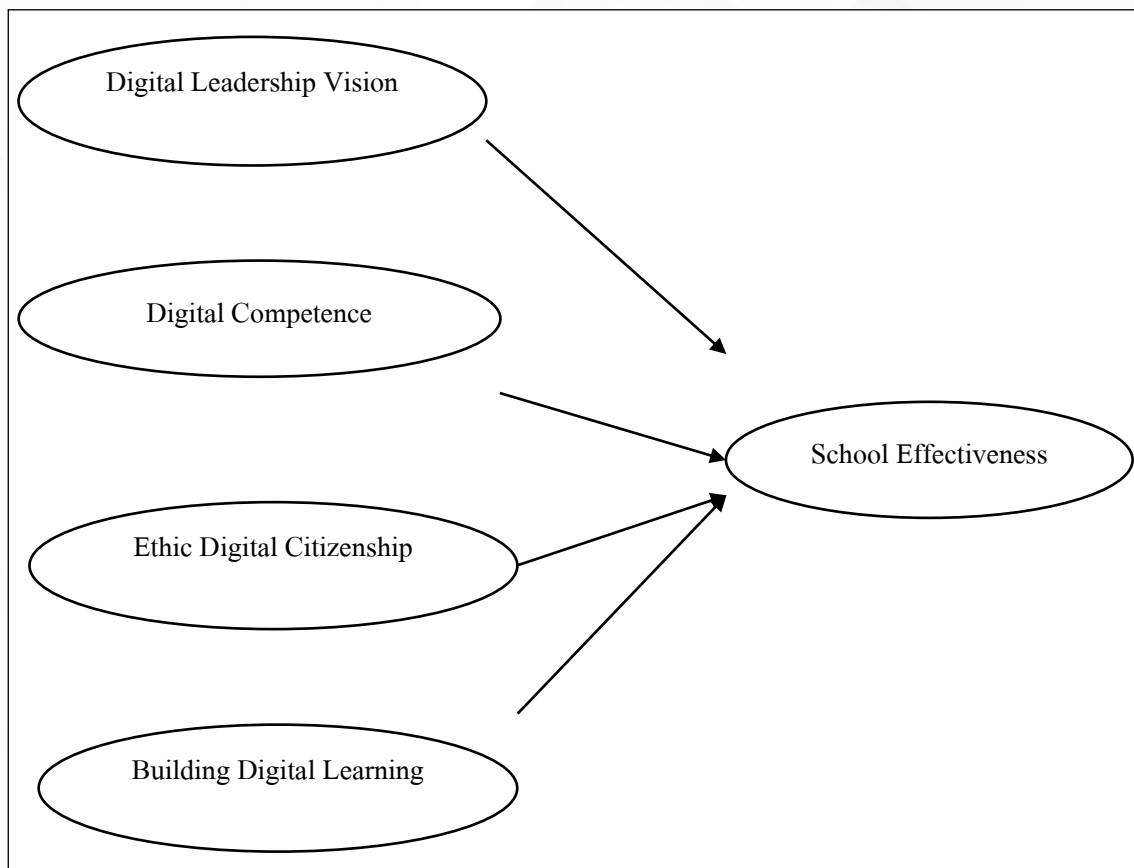 Digital Leadership Vision
Digital Competence
Ethic Digital Citizenship
Building Digital Learning
School Effectiveness